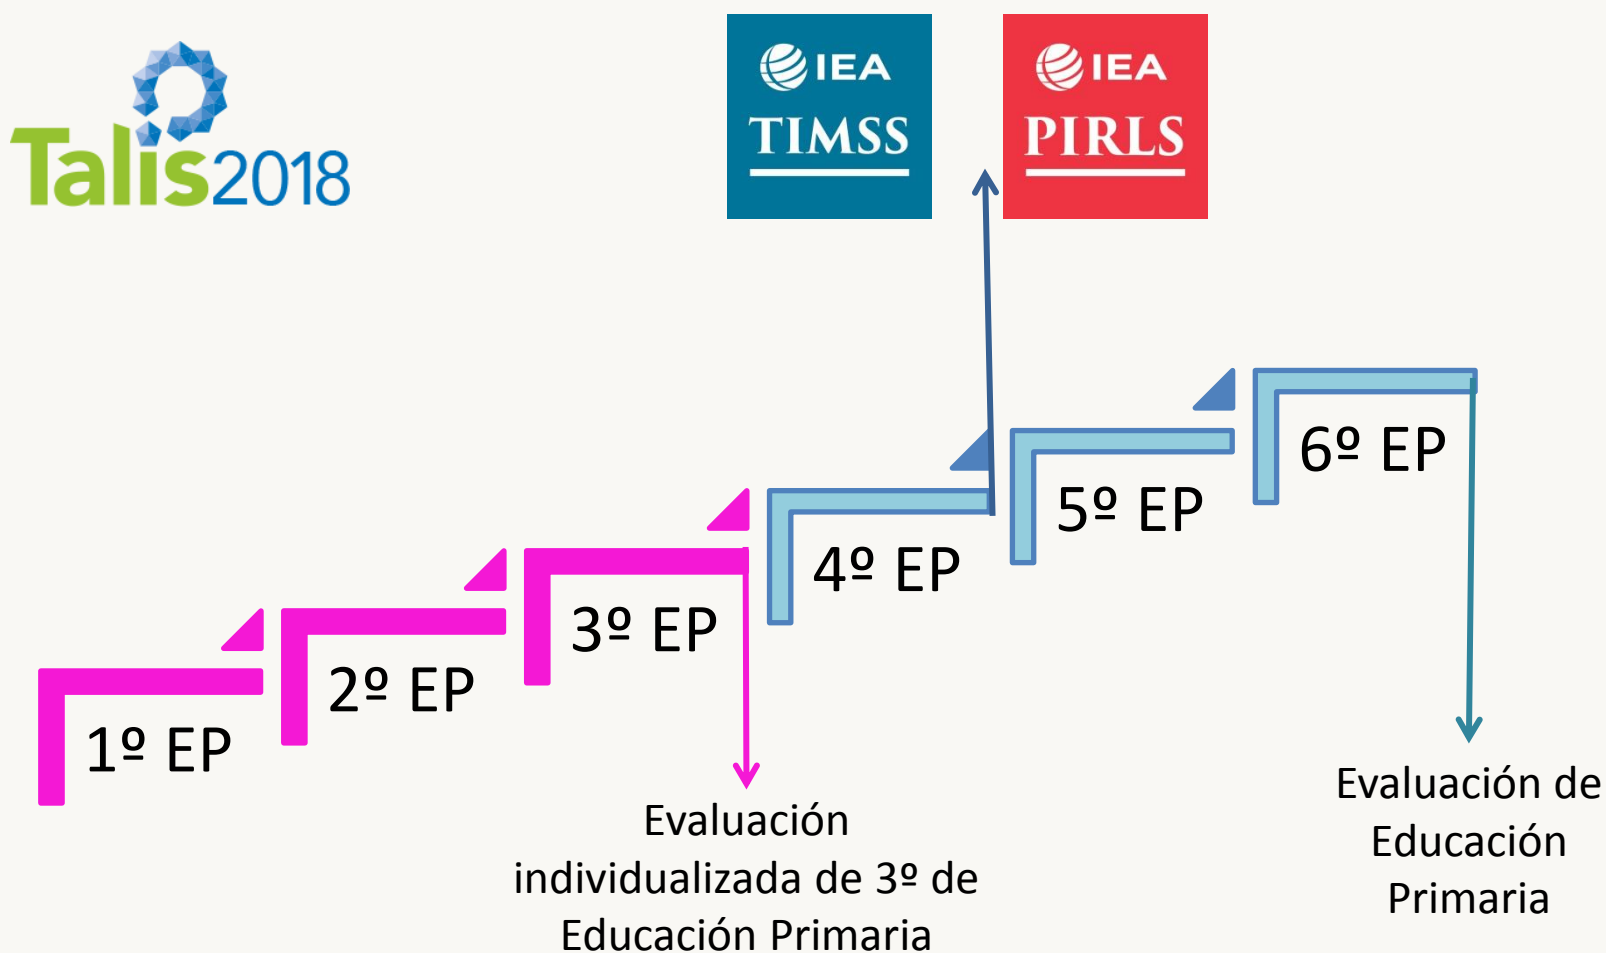 Talis2018
IEA
TIMSS
IEA
PIRLS
6º EP
5º EP
4º EP
3º EP
2º EP
1º EP
Evaluación
individualizada de 3º de
Educación Primaria
Evaluación de
Educación
Primaria